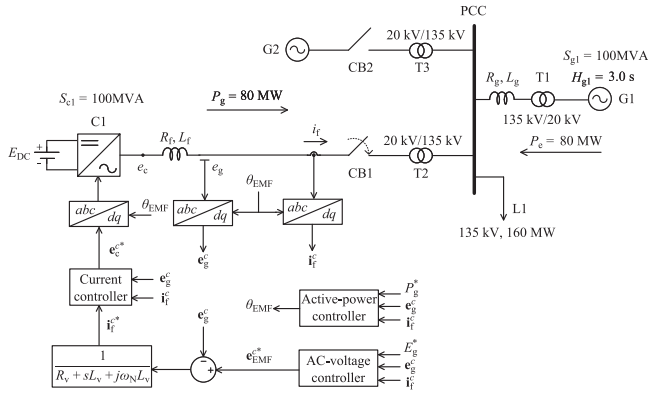 PCC
20 kV/135 kV
G2
CB2
T3
S_g1 = 100MVA
R_g, L_g
T1
H_g1 = 3.0 s
G1
135 kV/20 kV
S_c1 = 100MVA
P_g = 80 MW
C1
R_f, L_f
i_f
20 kV/135 kV
P_e = 80 MW
E_DC
+
-
e_c
e_g
CB1
T2
θ_EMF
L1
135 kV, 160 MW
abc
dq
θ_EMF
abc
dq
abc
dq
e_c^c*
e_g^c
i_f^c
Current
controller
e_g^c
i_f^c
θ_EMF
Active-power
controller
P_g^*
e_g^c
i_f^c
i_f^c*
e_g^c
1
R_v + sL_v + jω_N L_v
−
+
e_EMF^c*
AC-voltage
controller
E_g^*
e_g^c
i_f^c